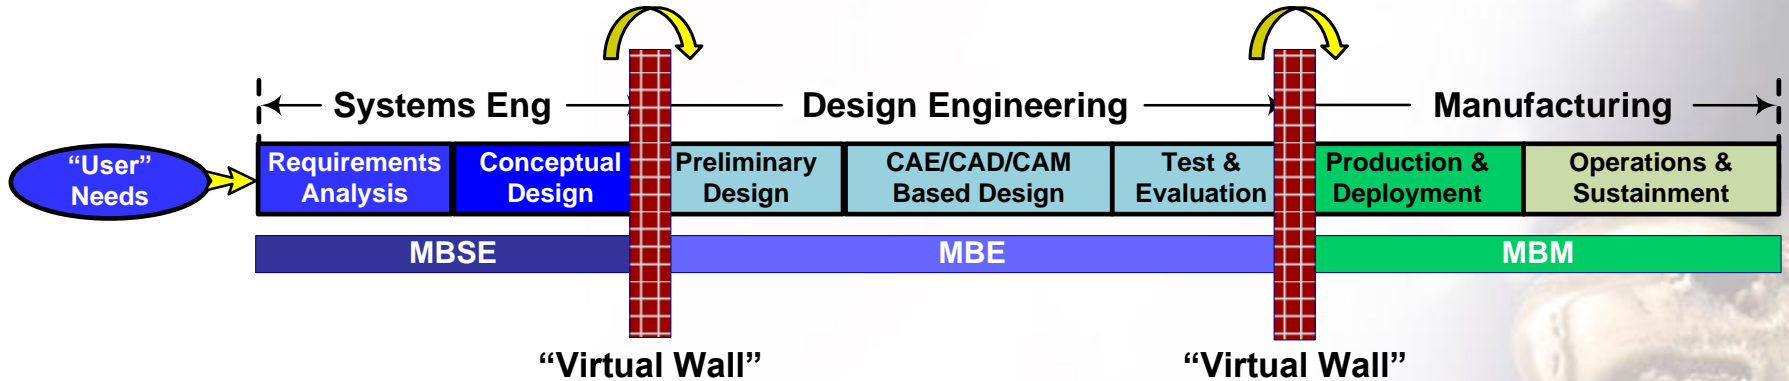 Systems Eng
Design Engineering
Manufacturing
“User”
Needs
Requirements
Analysis
Conceptual
Design
Preliminary
Design
CAE/CAD/CAM
Based Design
Test &
Evaluation
Production &
Deployment
Operations &
Sustainment
MBSE
MBE
MBM
“Virtual Wall”
“Virtual Wall”